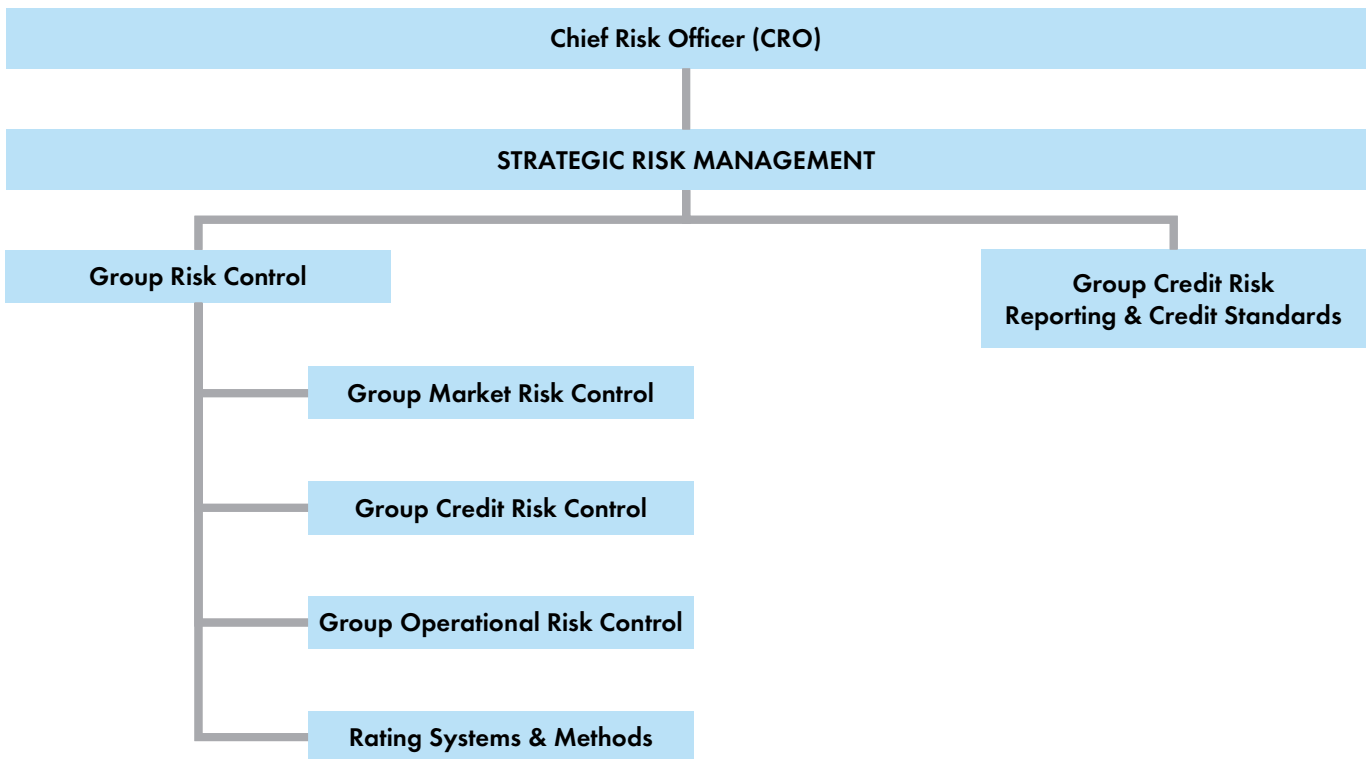 Chief Risk Officer (CRO)
STRATEGIC RISK MANAGEMENT
Group Risk Control
Group Credit Risk
Reporting & Credit Standards
Group Market Risk Control
Group Credit Risk Control
Group Operational Risk Control
Rating Systems & Methods